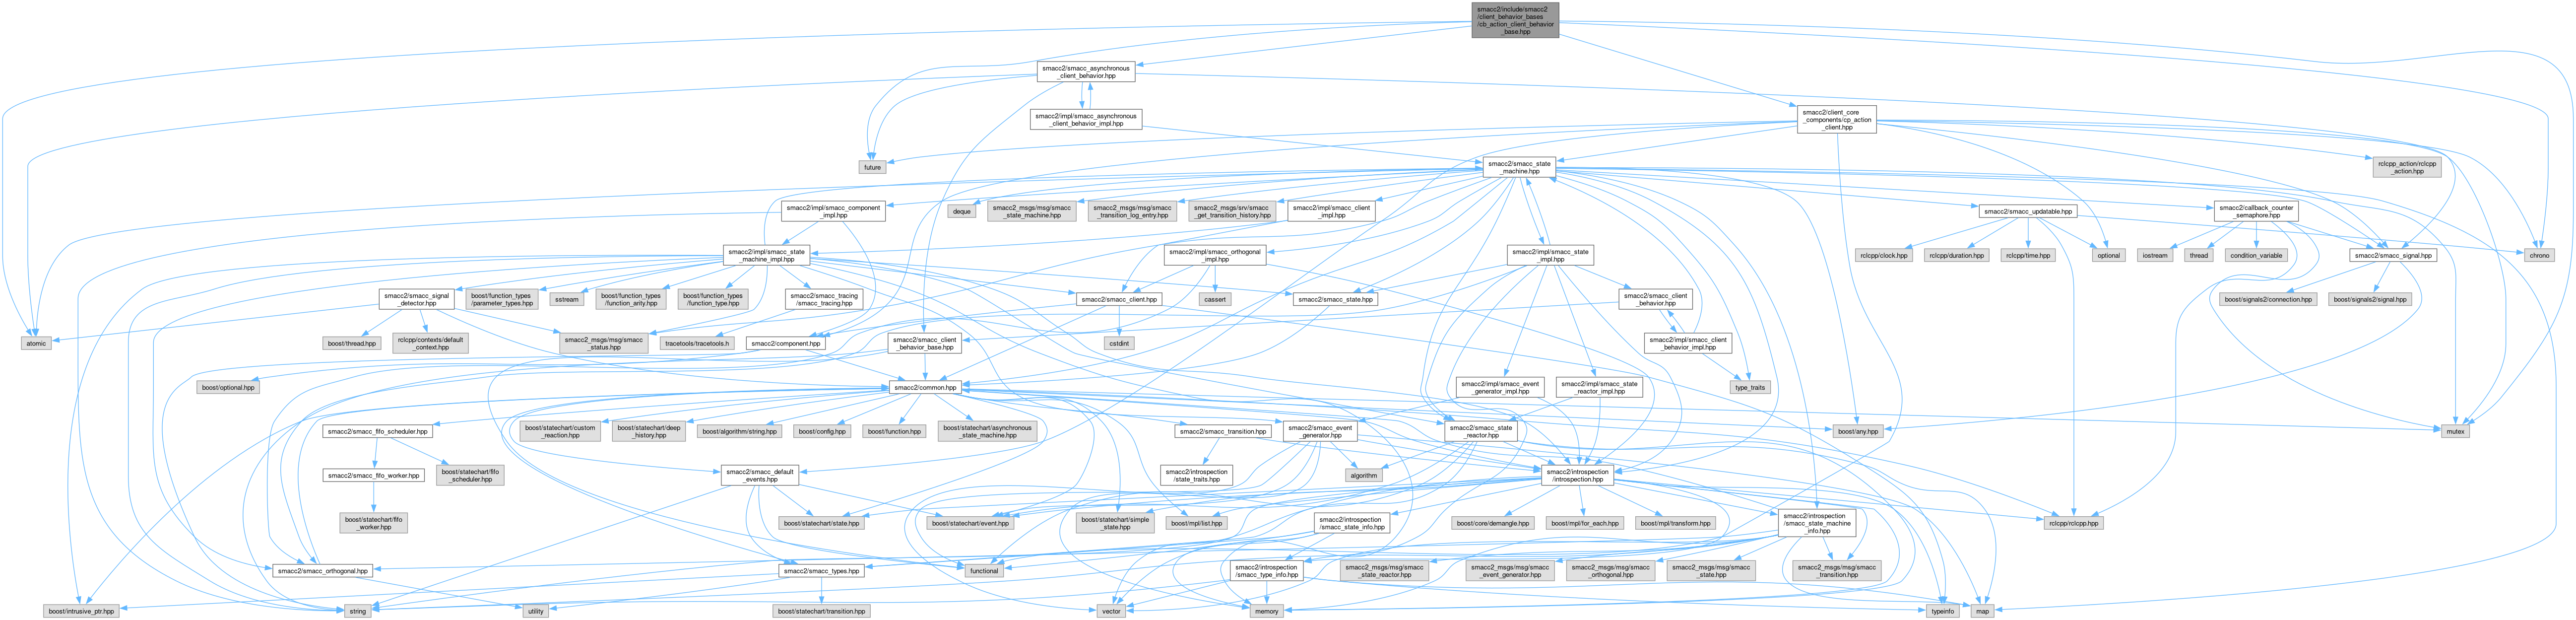 smacc2/include/smacc2
/client_behavior_bases
/cb_action_client_behavior
_base.hpp
smacc2/smacc_asynchronous
_client_behavior.hpp
smacc2/impl/smacc_asynchronous
_client_behavior_impl.hpp
smacc2/client_core
_components/cp_action
_client.hpp
future
smacc2/smacc_state
_machine.hpp
rclcpp_action/rclcpp
_action.hpp
smacc2/impl/smacc_component
_impl.hpp
deque
smacc2_msgs/msg/smacc
_state_machine.hpp
smacc2_msgs/msg/smacc
_transition_log_entry.hpp
smacc2_msgs/srv/smacc
_get_transition_history.hpp
smacc2/impl/smacc_client
_impl.hpp
smacc2/smacc_updatable.hpp
smacc2/callback_counter
_semaphore.hpp
smacc2/impl/smacc_state
_machine_impl.hpp
smacc2/impl/smacc_orthogonal
_impl.hpp
smacc2/impl/smacc_state
_impl.hpp
rclcpp/clock.hpp
rclcpp/duration.hpp
rclcpp/time.hpp
optional
iostream
thread
condition_variable
smacc2/smacc_signal.hpp
chrono
smacc2/smacc_signal
_detector.hpp
boost/function_types
/parameter_types.hpp
sstream
boost/function_types
/function_arity.hpp
boost/function_types
/function_type.hpp
smacc2/smacc_tracing
/smacc_tracing.hpp
smacc2/smacc_client.hpp
cassert
smacc2/smacc_state.hpp
smacc2/smacc_client
_behavior.hpp
boost/signals2/connection.hpp
boost/signals2/signal.hpp
atomic
boost/thread.hpp
rclcpp/contexts/default
_context.hpp
smacc2_msgs/msg/smacc
_status.hpp
tracetools/tracetools.h
smacc2/component.hpp
smacc2/smacc_client
_behavior_base.hpp
cstdint
smacc2/impl/smacc_client
_behavior_impl.hpp
boost/optional.hpp
smacc2/common.hpp
smacc2/impl/smacc_event
_generator_impl.hpp
smacc2/impl/smacc_state
_reactor_impl.hpp
type_traits
smacc2/smacc_fifo_scheduler.hpp
boost/statechart/custom
_reaction.hpp
boost/statechart/deep
_history.hpp
boost/algorithm/string.hpp
boost/config.hpp
boost/function.hpp
boost/statechart/asynchronous
_state_machine.hpp
smacc2/smacc_transition.hpp
smacc2/smacc_event
_generator.hpp
smacc2/smacc_state
_reactor.hpp
boost/any.hpp
mutex
smacc2/smacc_fifo_worker.hpp
boost/statechart/fifo
_scheduler.hpp
smacc2/smacc_default
_events.hpp
smacc2/introspection
/state_traits.hpp
algorithm
smacc2/introspection
/introspection.hpp
boost/statechart/fifo
_worker.hpp
boost/statechart/state.hpp
boost/statechart/event.hpp
boost/statechart/simple
_state.hpp
boost/mpl/list.hpp
smacc2/introspection
/smacc_state_info.hpp
boost/core/demangle.hpp
boost/mpl/for_each.hpp
boost/mpl/transform.hpp
smacc2/introspection
/smacc_state_machine
_info.hpp
rclcpp/rclcpp.hpp
smacc2/smacc_orthogonal.hpp
smacc2/smacc_types.hpp
functional
smacc2/introspection
/smacc_type_info.hpp
smacc2_msgs/msg/smacc
_state_reactor.hpp
smacc2_msgs/msg/smacc
_event_generator.hpp
smacc2_msgs/msg/smacc
_orthogonal.hpp
smacc2_msgs/msg/smacc
_state.hpp
smacc2_msgs/msg/smacc
_transition.hpp
boost/intrusive_ptr.hpp
string
utility
boost/statechart/transition.hpp
vector
memory
typeinfo
map